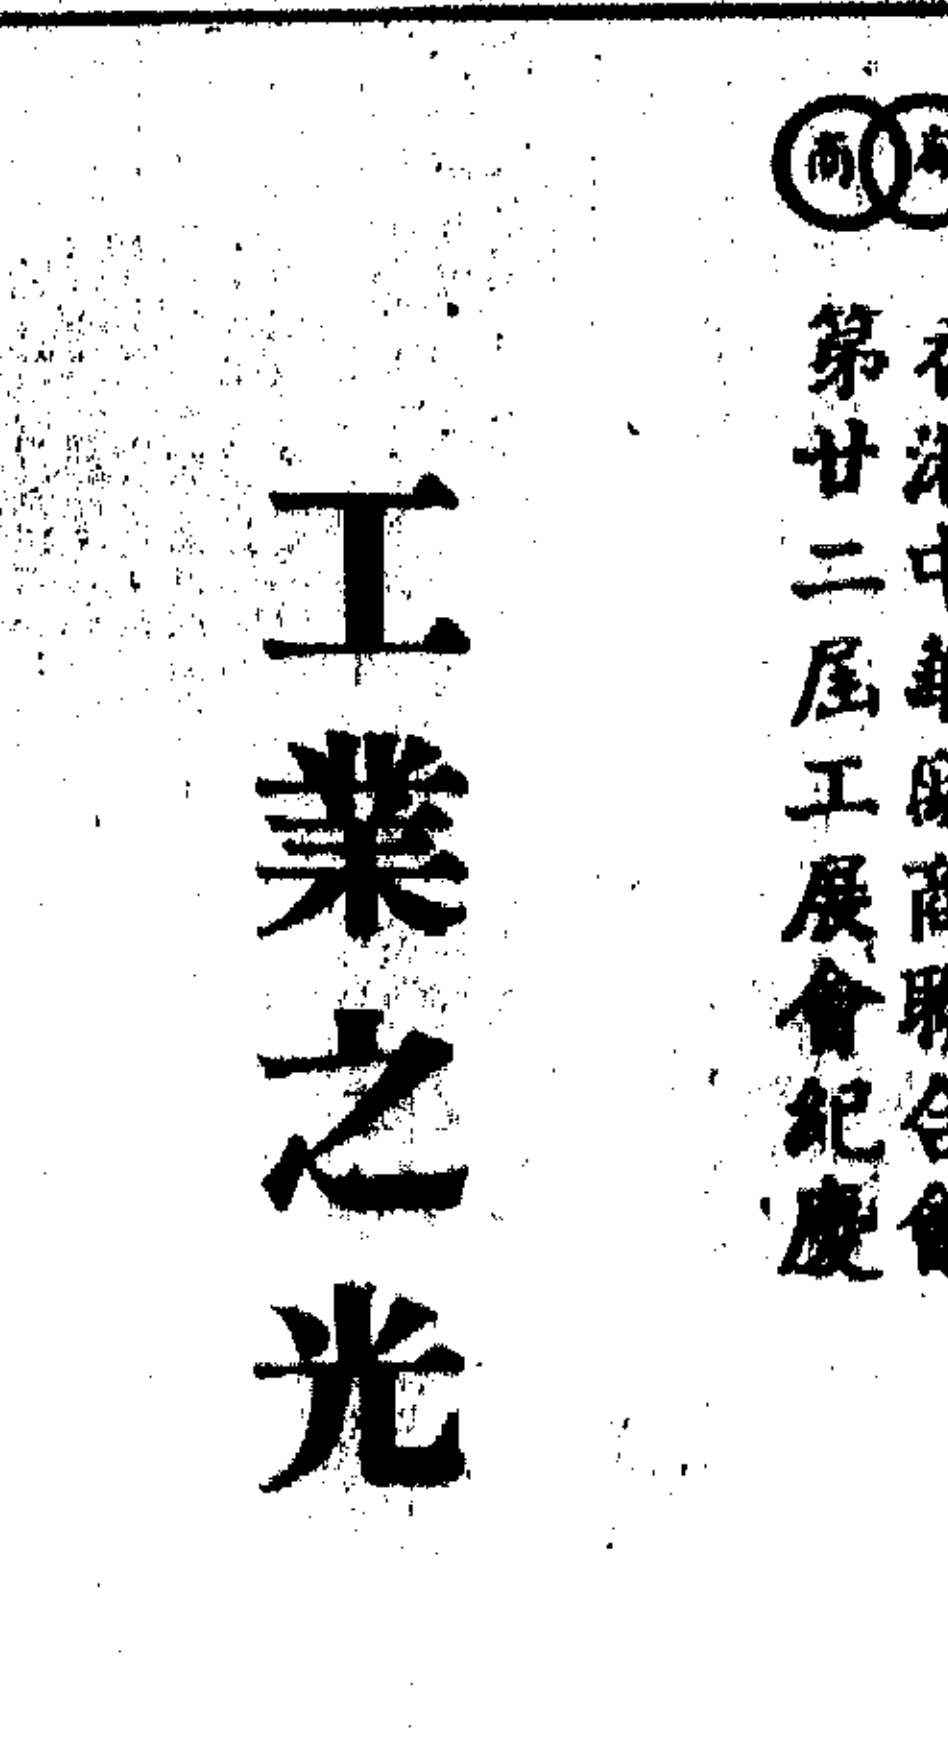 香港中華廠商聯合會
第廿二屆工展會紀慶
工業之光